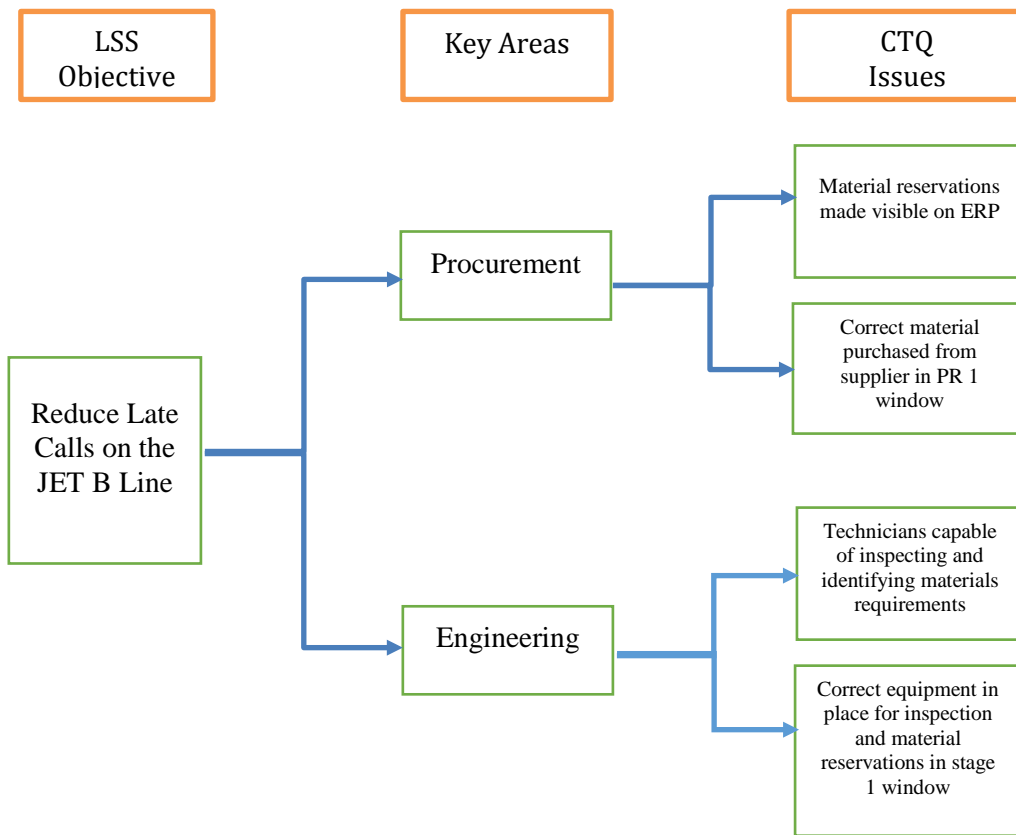 LSS
Objective
Key Areas
CTQ
Issues
Material reservations
made visible on ERP
Procurement
Correct material
purchased from
supplier in PR 1
window
Reduce Late
Calls on the
JET B Line
Technicians capable
of inspecting and
identifying materials
requirements
Engineering
Correct equipment in
place for inspection
and material
reservations in stage
1 window